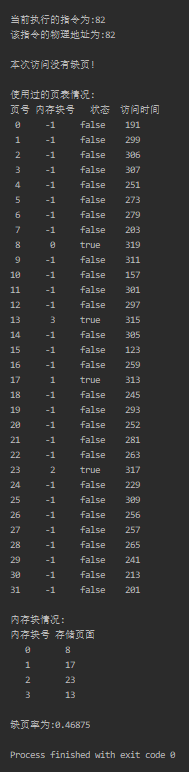 当前执行的指令为:82
该指令的物理地址为:82
本次访问没有缺页!
使用过的页表情况:
页号 内存块号 状态 访问时间
0 -1 false 191
1 -1 false 299
2 -1 false 306
3 -1 false 307
4 -1 false 251
5 -1 false 273
6 -1 false 279
7 -1 false 203
8 0 true 319
9 -1 false 311
10 -1 false 157
11 -1 false 301
12 -1 false 297
13 3 true 315
14 -1 false 305
15 -1 false 123
16 -1 false 259
17 1 true 313
18 -1 false 245
19 -1 false 293
20 -1 false 252
21 -1 false 281
22 -1 false 263
23 2 true 317
24 -1 false 229
25 -1 false 309
26 -1 false 256
27 -1 false 257
28 -1 false 265
29 -1 false 241
30 -1 false 213
31 -1 false 201
内存块情况:
内存块号 存储页面
0 8
1 17
2 23
3 13
缺页率为:0.46875
Process finished with exit code 0